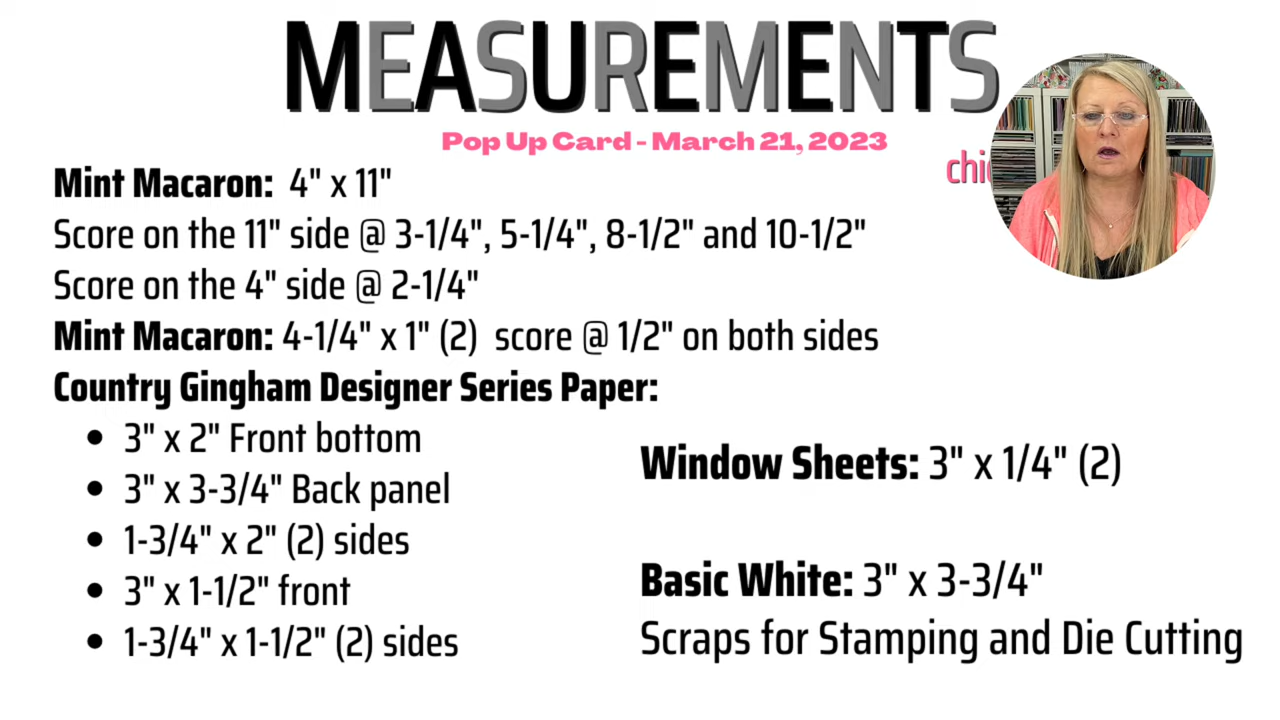 MEASUREMENTS
Pop Up Card - March 21, 2023
Mint Macaron: 4" x 11"
Score on the 11" side @ 3-1/4", 5-1/4", 8-1/2" and 10-1/2"
Score on the 4" side @ 2-1/4"
Mint Macaron: 4-1/4" x 1" (2) score @ 1/2" on both sides
Country Gingham Designer Series Paper:
• 3" x 2" Front bottom
• 3" x 3-3/4" Back panel
• 1-3/4" x 2" (2) sides
• 3" x 1-1/2" front
• 1-3/4" x 1-1/2" (2) sides
Window Sheets: 3" x 1/4" (2)
Basic White: 3" x 3-3/4"
Scraps for Stamping and Die Cutting